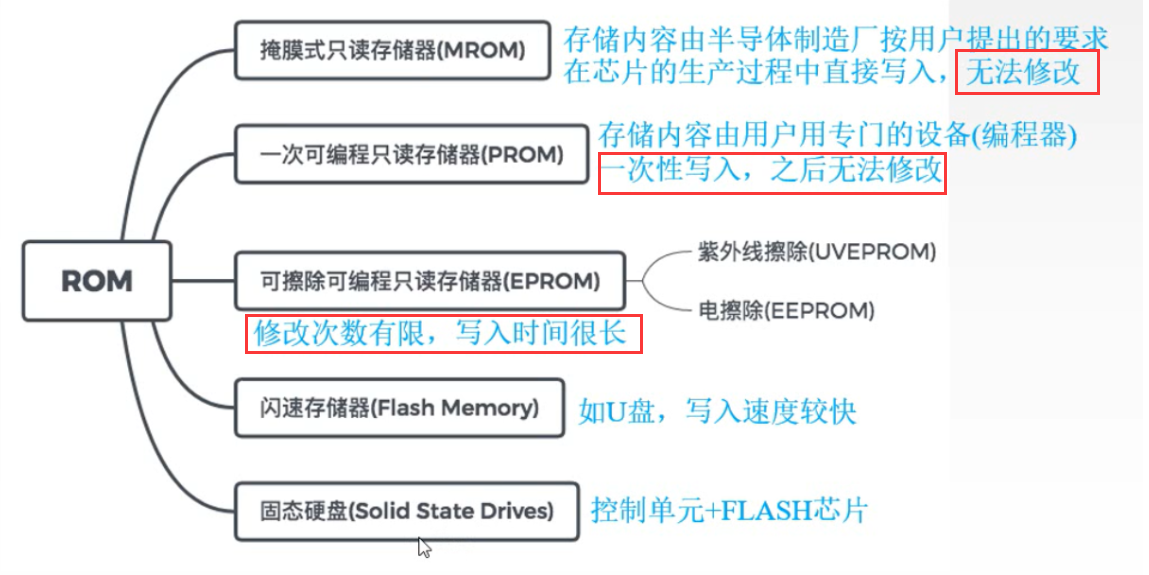 掩膜式只读存储器(MROM)
存储内容由半导体制造厂按用户提出的要求
在芯片的生产过程中直接写入，无法修改
一次可编程只读存储器(PROM)
存储内容由用户用专门的设备(编程器)
一次性写入，之后无法修改
ROM
可擦除可编程只读存储器(EPROM)
紫外线擦除(UVEPROM)
电擦除(EEPROM)
修改次数有限，写入时间很长
闪速存储器(Flash Memory)
如U盘，写入速度较快
固态硬盘(Solid State Drives)
控制单元+FLASH芯片